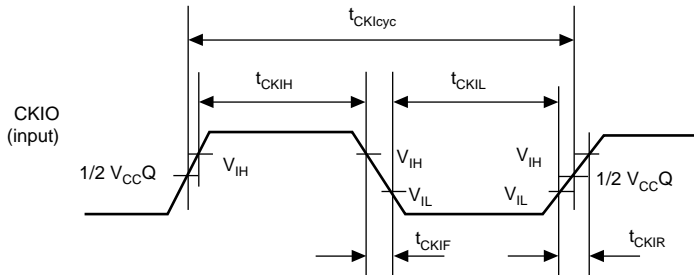 tCKIcyc
tCKIH
tCKIL
CKIO
(input)
1/2 VCCQ
VIH
VIH
VIL
VIH
VIL
1/2 VCCQ
tCKIF
tCKIR